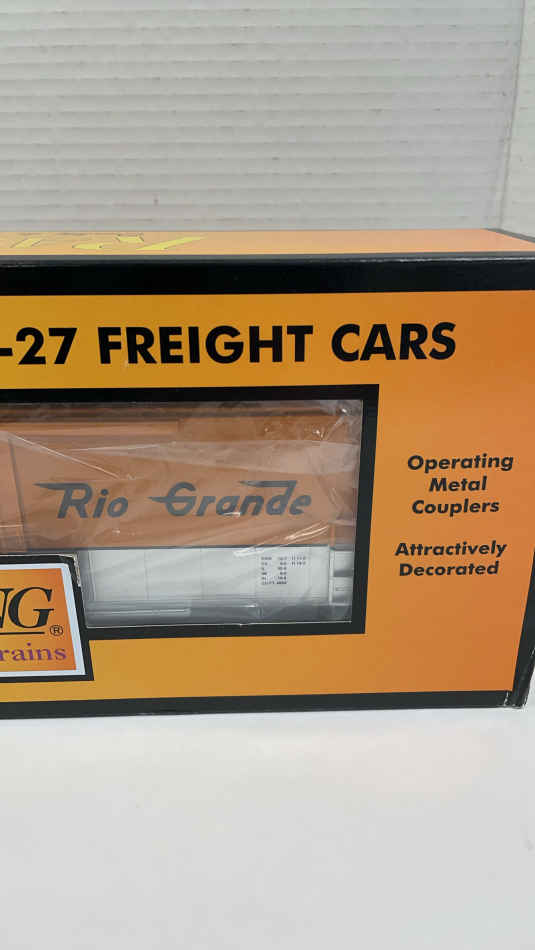 -27 FREIGHT CARS
Rio Grande
Operating
Metal
Couplers
Attractively
Decorated
NG®
rains